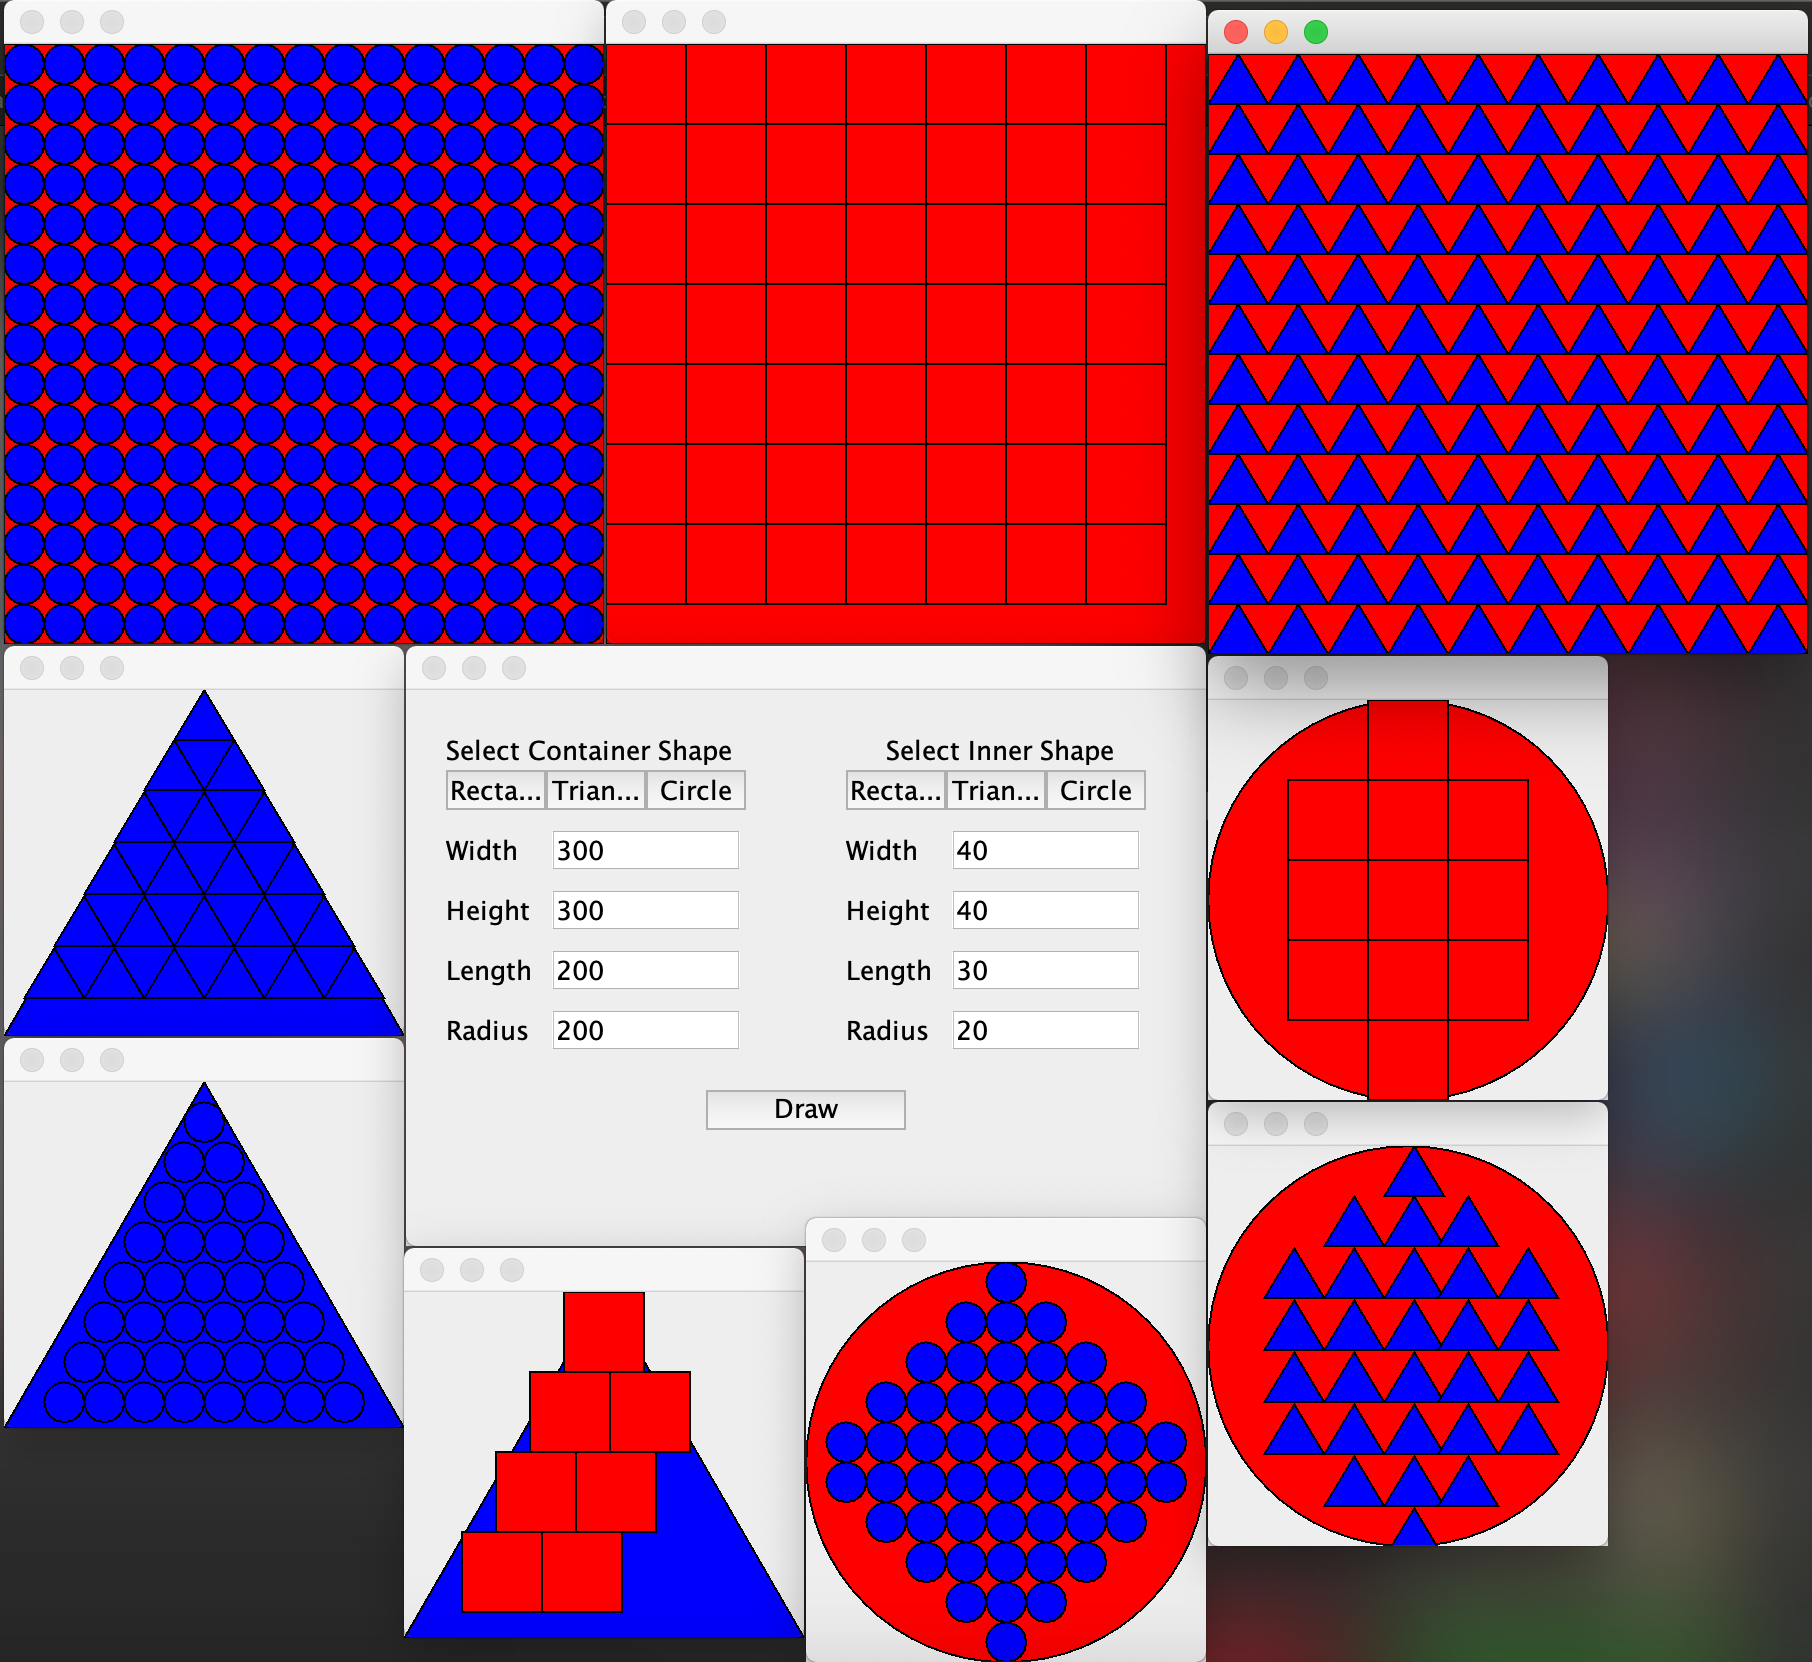 Select Container Shape Select Inner Shape
Recta... Trian... Circle Recta... Trian... Circle
Width 300 Width 40
Height 300 Height 40
Length 200 Length 30
Radius 200 Radius 20
Draw